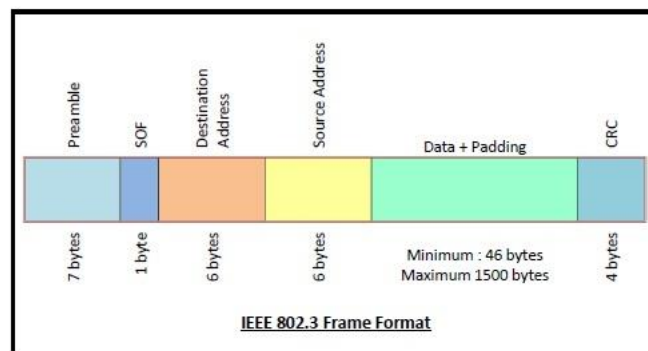 Preamble
SOF
Destination
Address
Source Address
Data + Padding
CRC
7 bytes
1 byte
6 bytes
6 bytes
Minimum : 46 bytes
Maximum 1500 bytes
4 bytes
IEEE 802.3 Frame Format